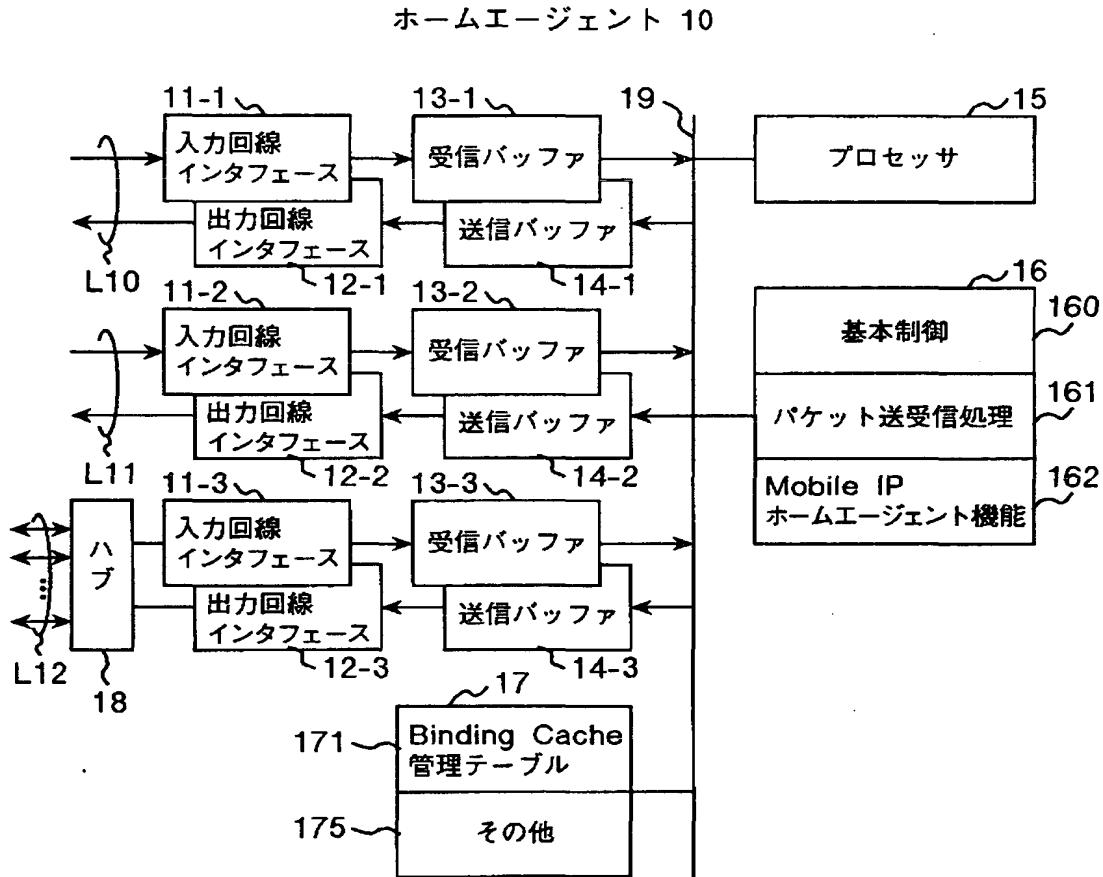 ホームエージェント 10
11-1
13-1
19
15
入力回線
インタフェース
受信バッファ
プロセッサ
出力回線
インタフェース
送信バッファ
L10
12-1
14-1
11-2
13-2
16
入力回線
インタフェース
受信バッファ
基本制御
160
出力回線
インタフェース
送信バッファ
パケット送受信処理
161
L11
12-2
14-2
11-3
13-3
Mobile IP
ホームエージェント機能
162
ハブ
入力回線
インタフェース
受信バッファ
出力回線
インタフェース
送信バッファ
L12
18
12-3
14-3
17
171
Binding Cache
管理テーブル
175
その他